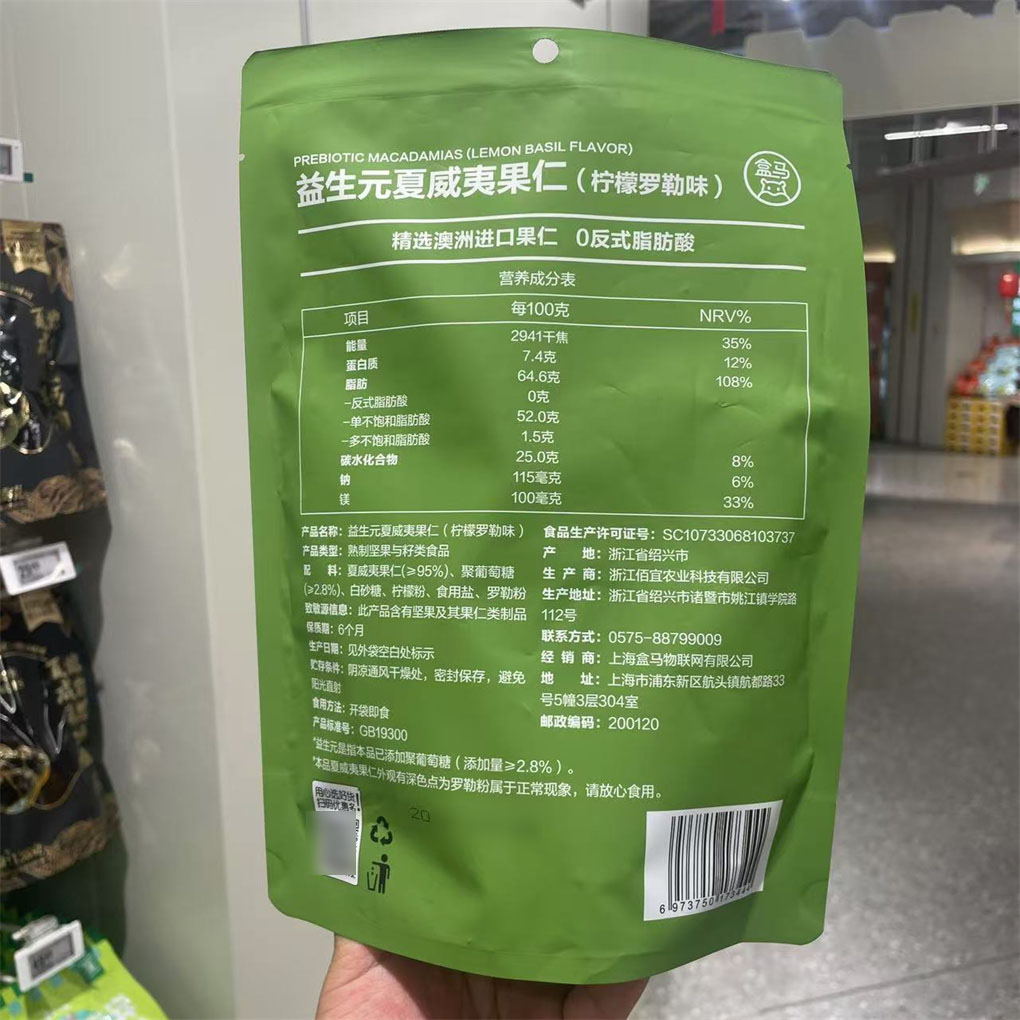 PREBIOTIC MACADAMIAS (LEMON BASIL FLAVOR)
益生元夏威夷果仁（柠檬罗勒味）
盒马
精选澳洲进口果仁 0反式脂肪酸
营养成分表
项目 每100克 NRV%
能量 2941千焦 35%
蛋白质 7.4克 12%
脂肪 64.6克 108%
-反式脂肪酸 0克
-单不饱和脂肪酸 52.0克
-多不饱和脂肪酸 1.5克
碳水化合物 25.0克 8%
钠 115毫克 6%
镁 100毫克 33%
产品名称：益生元夏威夷果仁（柠檬罗勒味）
产品类型：熟制坚果与籽类食品
配 料：夏威夷果仁(≥95%)、聚葡萄糖
(≥2.8%)、白砂糖、柠檬粉、食用盐、罗勒粉
致敏源信息：此产品含有坚果及其果仁类制品
保质期：6个月
生产日期：见外袋空白处标示
贮存条件：阴凉通风干燥处，密封保存，避免
阳光直射
食用方法：开袋即食
产品标准号：GB19300
食品生产许可证号：SC10733068103737
产 地：浙江省绍兴市
生 产 商：浙江佰宜农业科技有限公司
生产地址：浙江省绍兴市诸暨市姚江镇学院路
112号
联系方式：0575-88799009
经 销 商：上海盒马物联网有限公司
地 址：上海市浦东新区航头镇航都路33
号5幢3层304室
邮政编码：200120
*益生元是指本品已添加聚葡萄糖（添加量≥2.8%）。
*本品夏威夷果仁外观有深色点为罗勒粉属于正常现象，请放心食用。
用心选好货
扫码优惠多
20